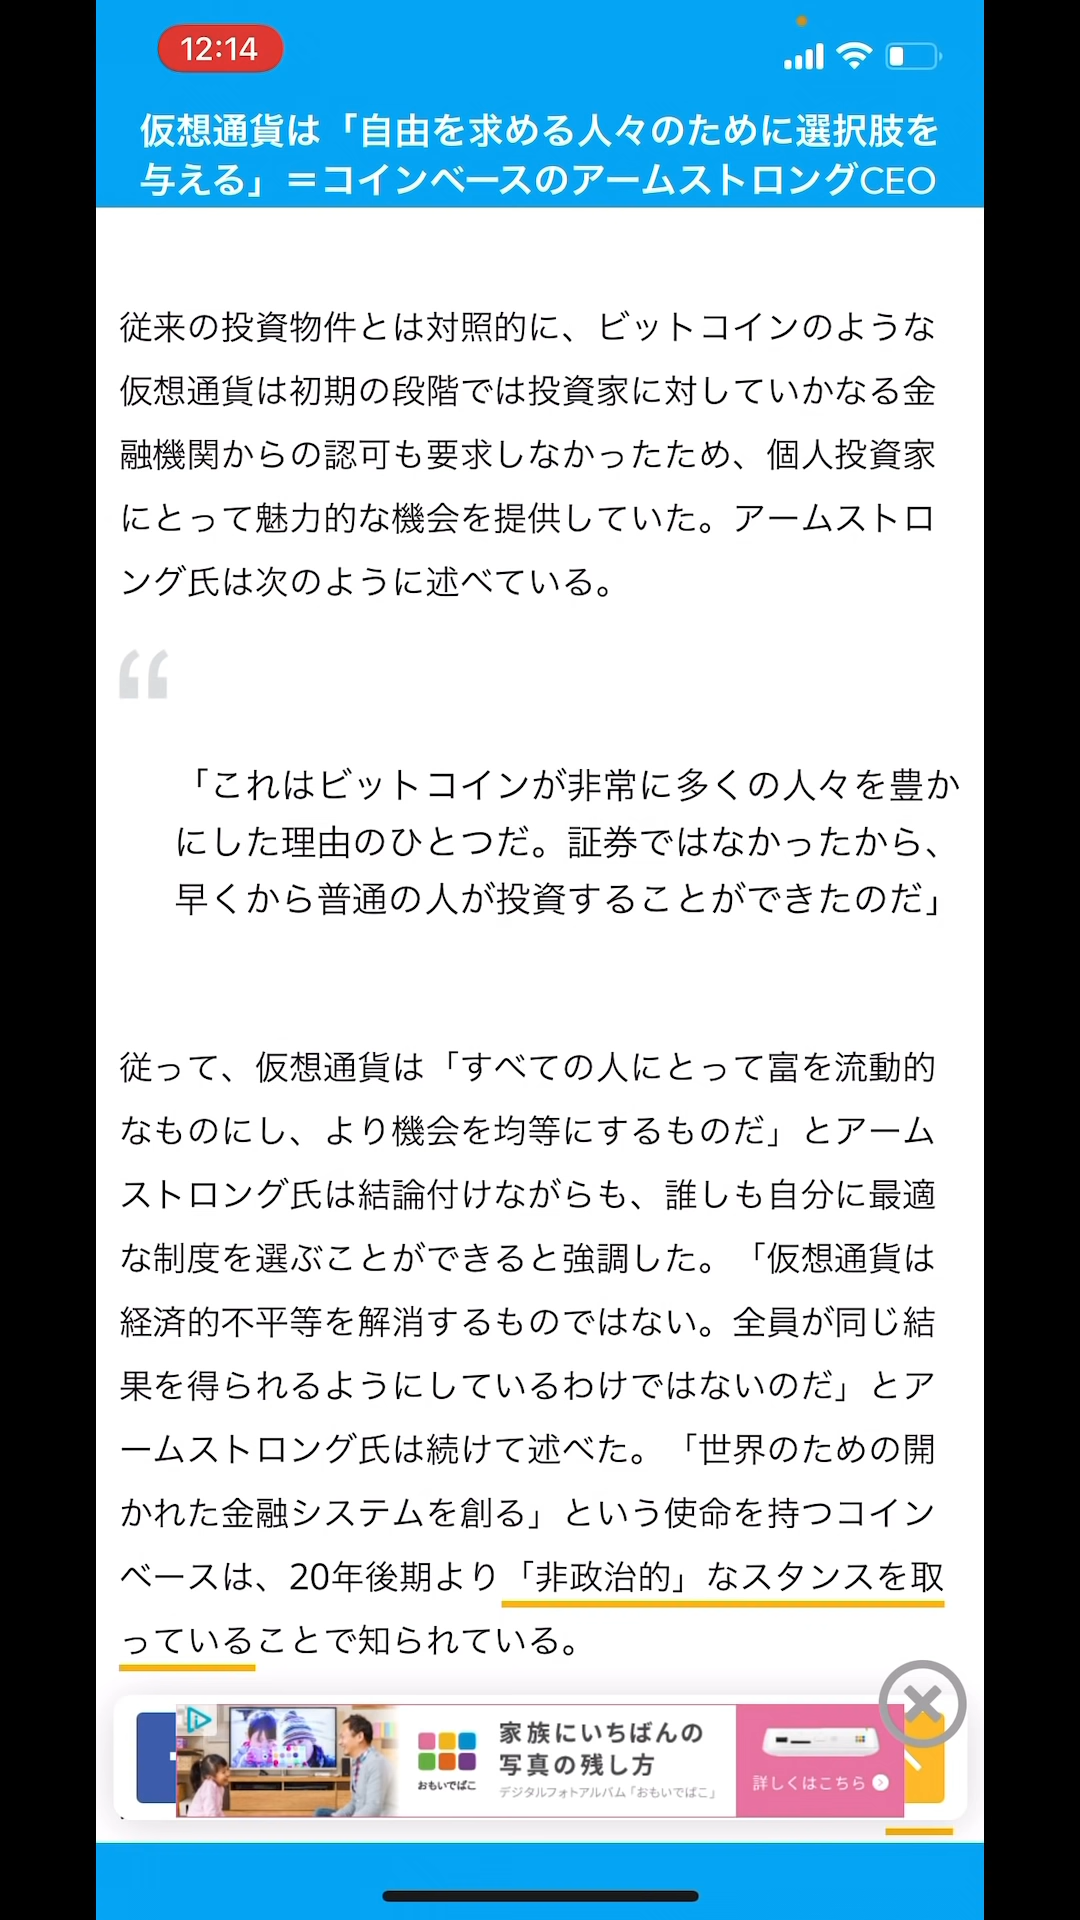 12:14
仮想通貨は「自由を求める人々のために選択肢を
与える」＝コインベースのアームストロングCEO
従来の投資物件とは対照的に、ビットコインのような
仮想通貨は初期の段階では投資家に対していかなる金
融機関からの認可も要求しなかったため、個人投資家
にとって魅力的な機会を提供していた。アームストロ
ング氏は次のように述べている。
「これはビットコインが非常に多くの人々を豊か
にした理由のひとつだ。証券ではなかったから、
早くから普通の人が投資することができたのだ」
従って、仮想通貨は「すべての人にとって富を流動的
なものにし、より機会を均等にするものだ」とアーム
ストロング氏は結論付けながらも、誰しも自分に最適
な制度を選ぶことができると強調した。「仮想通貨は
経済的不平等を解消するものではない。全員が同じ結
果を得られるようにしているわけではないのだ」とア
ームストロング氏は続けて述べた。「世界のための開
かれた金融システムを創る」という使命を持つコイン
ベースは、20年後期より「非政治的」なスタンスを取
っていることで知られている。
おもいでばこ
家族にいちばんの
写真の残し方
デジタルフォトアルバム「おもいでばこ」
詳しくはこちら